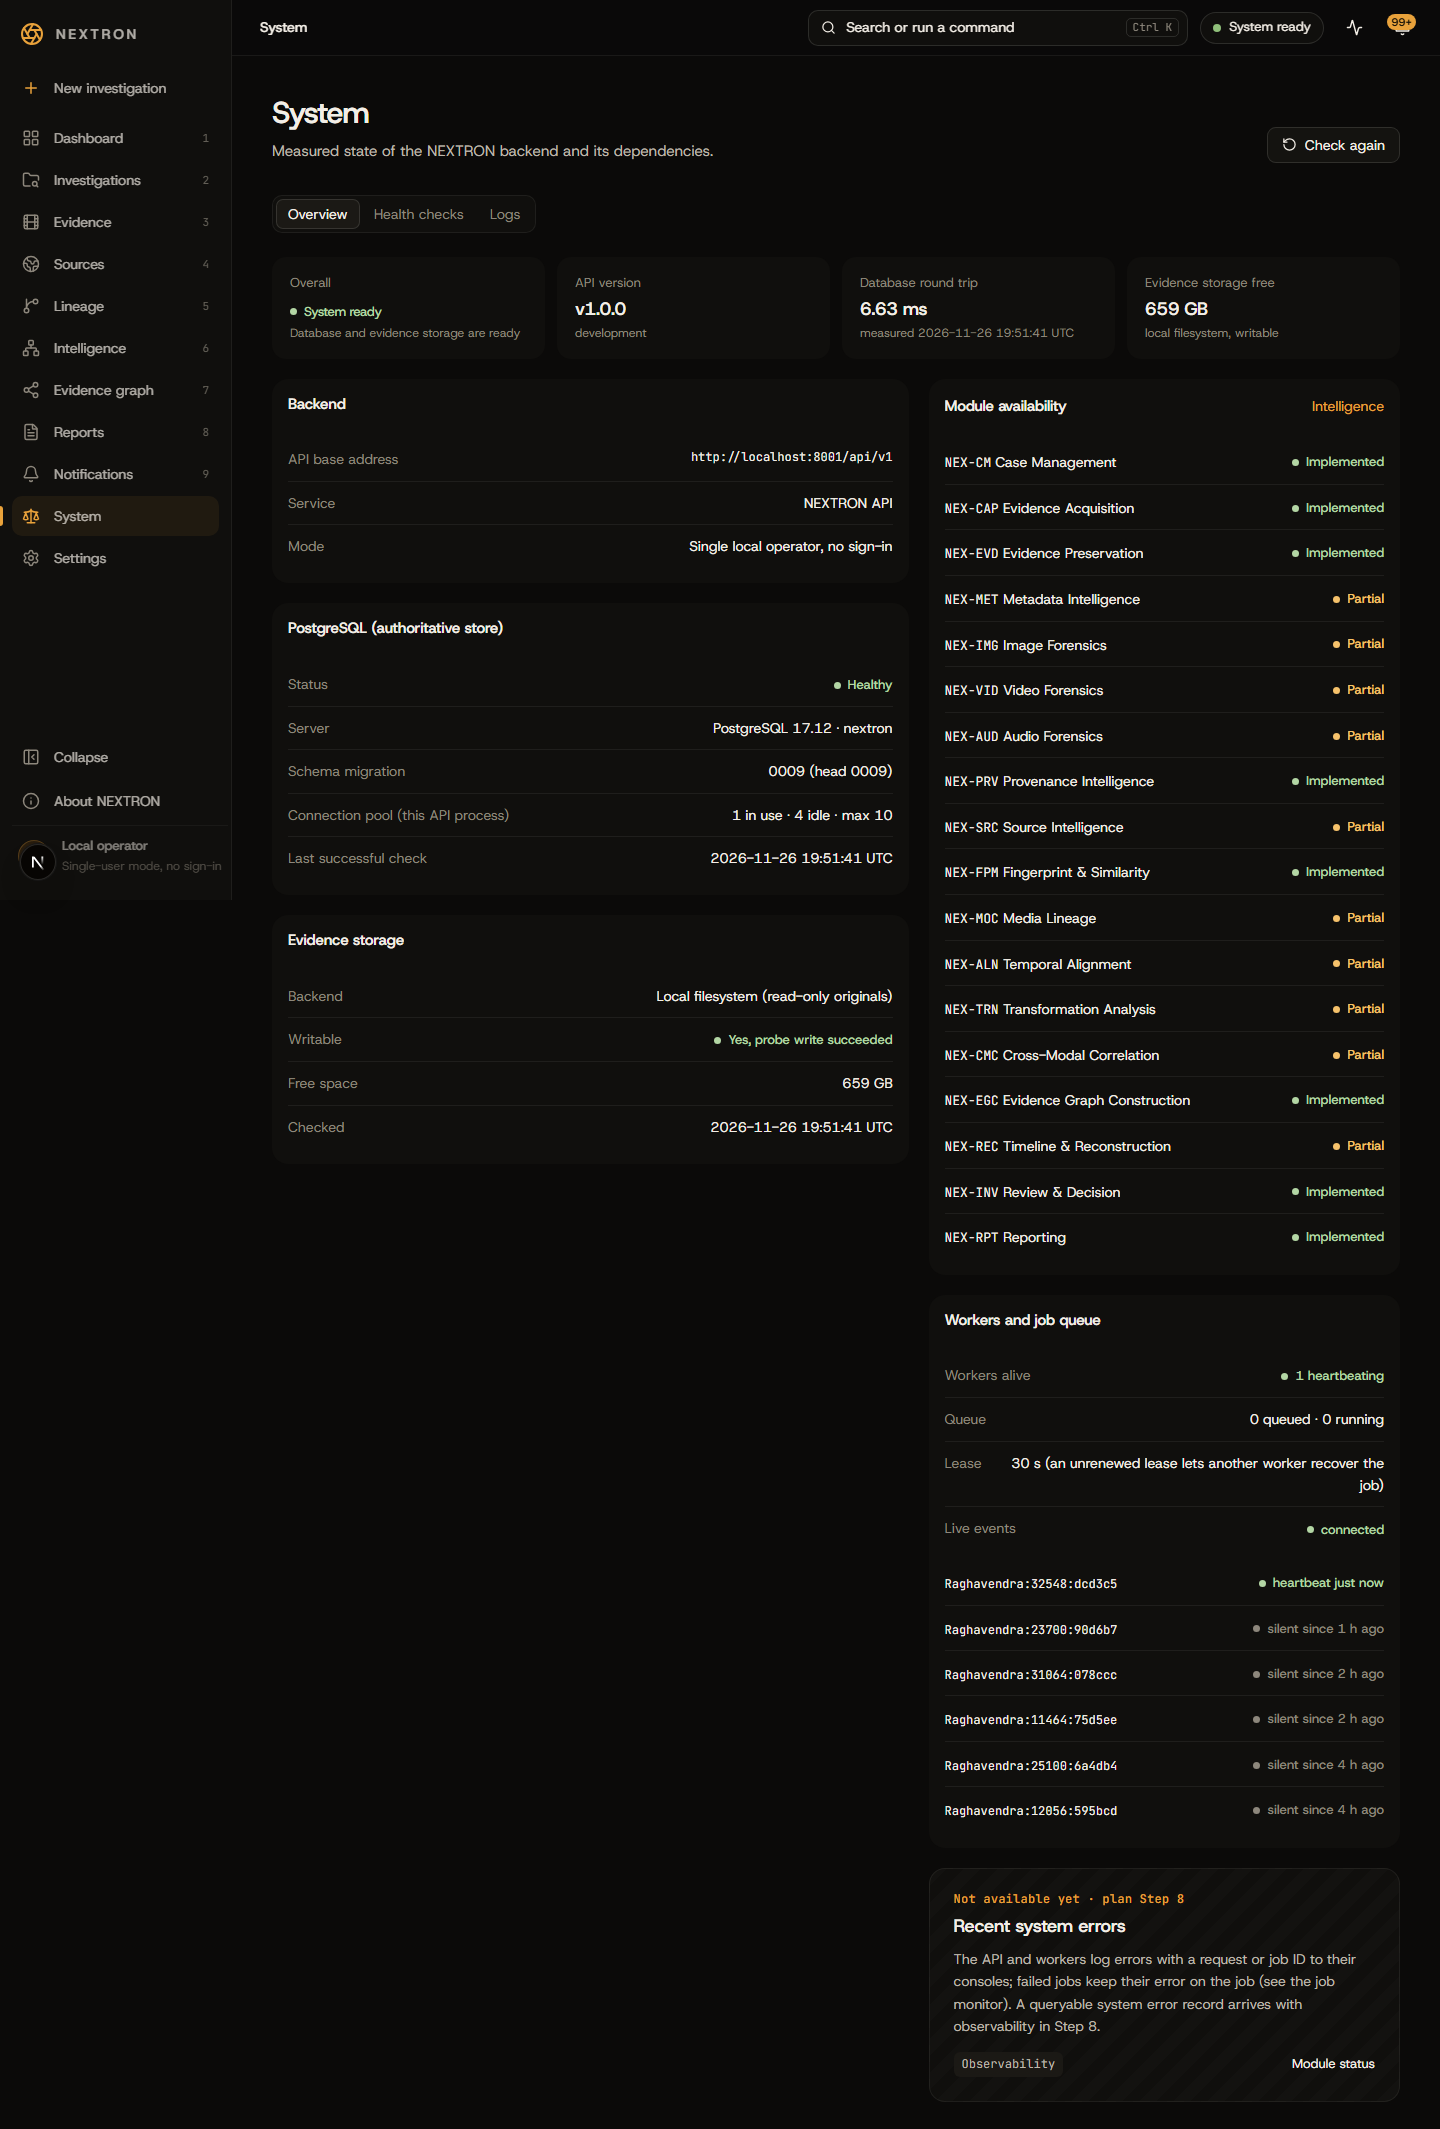 NEXTRON
New investigation
Dashboard 1
Investigations 2
Evidence 3
Sources 4
Lineage 5
Intelligence 6
Evidence graph 7
Reports 8
Notifications 9
System
Settings
Collapse
About NEXTRON
N
Local operator
Single-user mode, no sign-in
System
Search or run a command Ctrl K
System ready
99+
System
Measured state of the NEXTRON backend and its dependencies.
Check again
Overview Health checks Logs
Overall
System ready
Database and evidence storage are ready
API version
v1.0.0
development
Database round trip
6.63 ms
measured 2026-11-26 19:51:41 UTC
Evidence storage free
659 GB
local filesystem, writable
Backend
API base address http://localhost:8001/api/v1
Service NEXTRON API
Mode Single local operator, no sign-in
PostgreSQL (authoritative store)
Status Healthy
Server PostgreSQL 17.12 · nextron
Schema migration 0009 (head 0009)
Connection pool (this API process) 1 in use · 4 idle · max 10
Last successful check 2026-11-26 19:51:41 UTC
Evidence storage
Backend Local filesystem (read-only originals)
Writable Yes, probe write succeeded
Free space 659 GB
Checked 2026-11-26 19:51:41 UTC
Module availability Intelligence
NEX-CM Case Management Implemented
NEX-CAP Evidence Acquisition Implemented
NEX-EVD Evidence Preservation Implemented
NEX-MET Metadata Intelligence Partial
NEX-IMG Image Forensics Partial
NEX-VID Video Forensics Partial
NEX-AUD Audio Forensics Partial
NEX-PRV Provenance Intelligence Implemented
NEX-SRC Source Intelligence Partial
NEX-FPM Fingerprint & Similarity Implemented
NEX-MOC Media Lineage Partial
NEX-ALN Temporal Alignment Partial
NEX-TRN Transformation Analysis Partial
NEX-CMC Cross-Modal Correlation Partial
NEX-EGC Evidence Graph Construction Implemented
NEX-REC Timeline & Reconstruction Partial
NEX-INV Review & Decision Implemented
NEX-RPT Reporting Implemented
Workers and job queue
Workers alive 1 heartbeating
Queue 0 queued · 0 running
Lease 30 s (an unrenewed lease lets another worker recover the
job)
Live events connected
Raghavendra:32548:dcd3c5 heartbeat just now
Raghavendra:23700:90d6b7 silent since 1 h ago
Raghavendra:31064:078ccc silent since 2 h ago
Raghavendra:11464:75d5ee silent since 2 h ago
Raghavendra:25100:6a4db4 silent since 4 h ago
Raghavendra:12056:595bcd silent since 4 h ago
Not available yet · plan Step 8
Recent system errors
The API and workers log errors with a request or job ID to their
consoles; failed jobs keep their error on the job (see the job
monitor). A queryable system error record arrives with
observability in Step 8.
Observability Module status